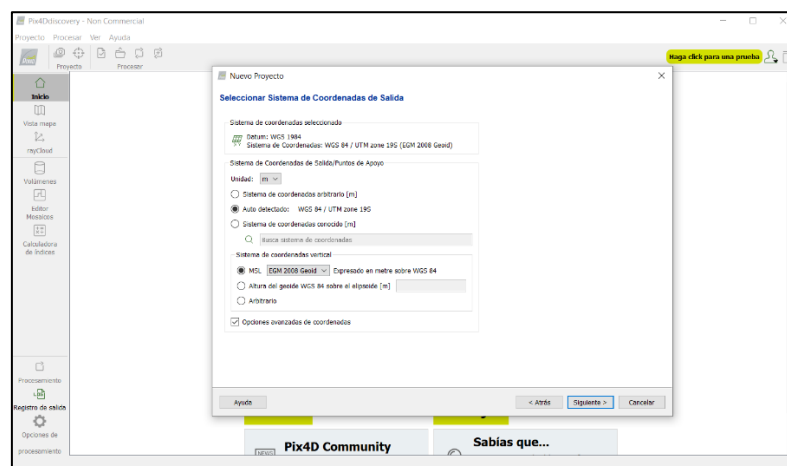 Pix4Ddiscovery - Non Commercial
Proyecto Procesar Ver Ayuda
Proyecto Procesar
Haga click para una prueba
Inicio
Vista mapa
rayCloud
Volúmenes
Editor
Mosaicos
Calculadora
de índices
Procesamiento
Registro de salida
Opciones de
procesamiento
Nuevo Proyecto
Seleccionar Sistema de Coordenadas de Salida
Sistema de coordenadas seleccionado
Datum: WGS 1984
Sistema de Coordenadas: WGS 84 / UTM zone 19S (EGM 2008 Geoid)
Sistema de Coordenadas de Salida/Puntos de Apoyo
Unidad: m
Sistema de coordenadas arbitrario [m]
Auto detectado: WGS 84 / UTM zone 19S
Sistema de coordenadas conocido [m]
Busca sistema de coordenadas
Sistema de coordenadas vertical
MSL EGM 2008 Geoid Expresado en metre sobre WGS 84
Altura del geoide WGS 84 sobre el elipsoide [m]
Arbitrario
Opciones avanzadas de coordenadas
Ayuda < Atrás Siguiente > Cancelar
NEWS Pix4D Community
Sabías que...